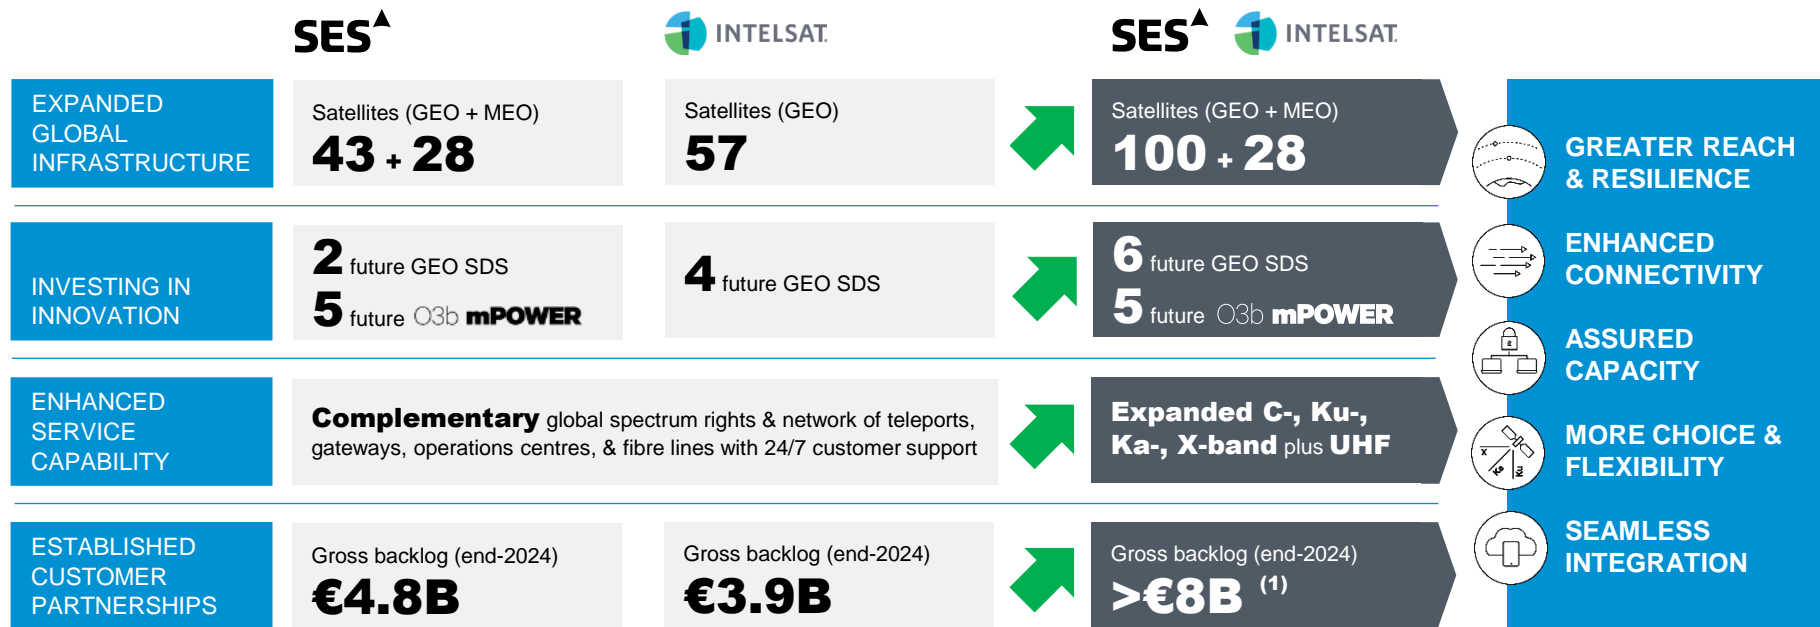 SES
INTELSAT
SES INTELSAT
EXPANDED
GLOBAL
INFRASTRUCTURE
Satellites (GEO + MEO)
43 + 28
Satellites (GEO)
57
Satellites (GEO + MEO)
100 + 28
INVESTING IN
INNOVATION
2 future GEO SDS
5 future O3b mPOWER
4 future GEO SDS
6 future GEO SDS
5 future O3b mPOWER
ENHANCED
SERVICE
CAPABILITY
Complementary global spectrum rights & network of teleports,
gateways, operations centres, & fibre lines with 24/7 customer support
Expanded C-, Ku-,
Ka-, X-band plus UHF
ESTABLISHED
CUSTOMER
PARTNERSHIPS
Gross backlog (end-2024)
€4.8B
Gross backlog (end-2024)
€3.9B
Gross backlog (end-2024)
>€8B (1)
GREATER REACH
& RESILIENCE
ENHANCED
CONNECTIVITY
ASSURED
CAPACITY
X Ka Ku
MORE CHOICE &
FLEXIBILITY
SEAMLESS
INTEGRATION